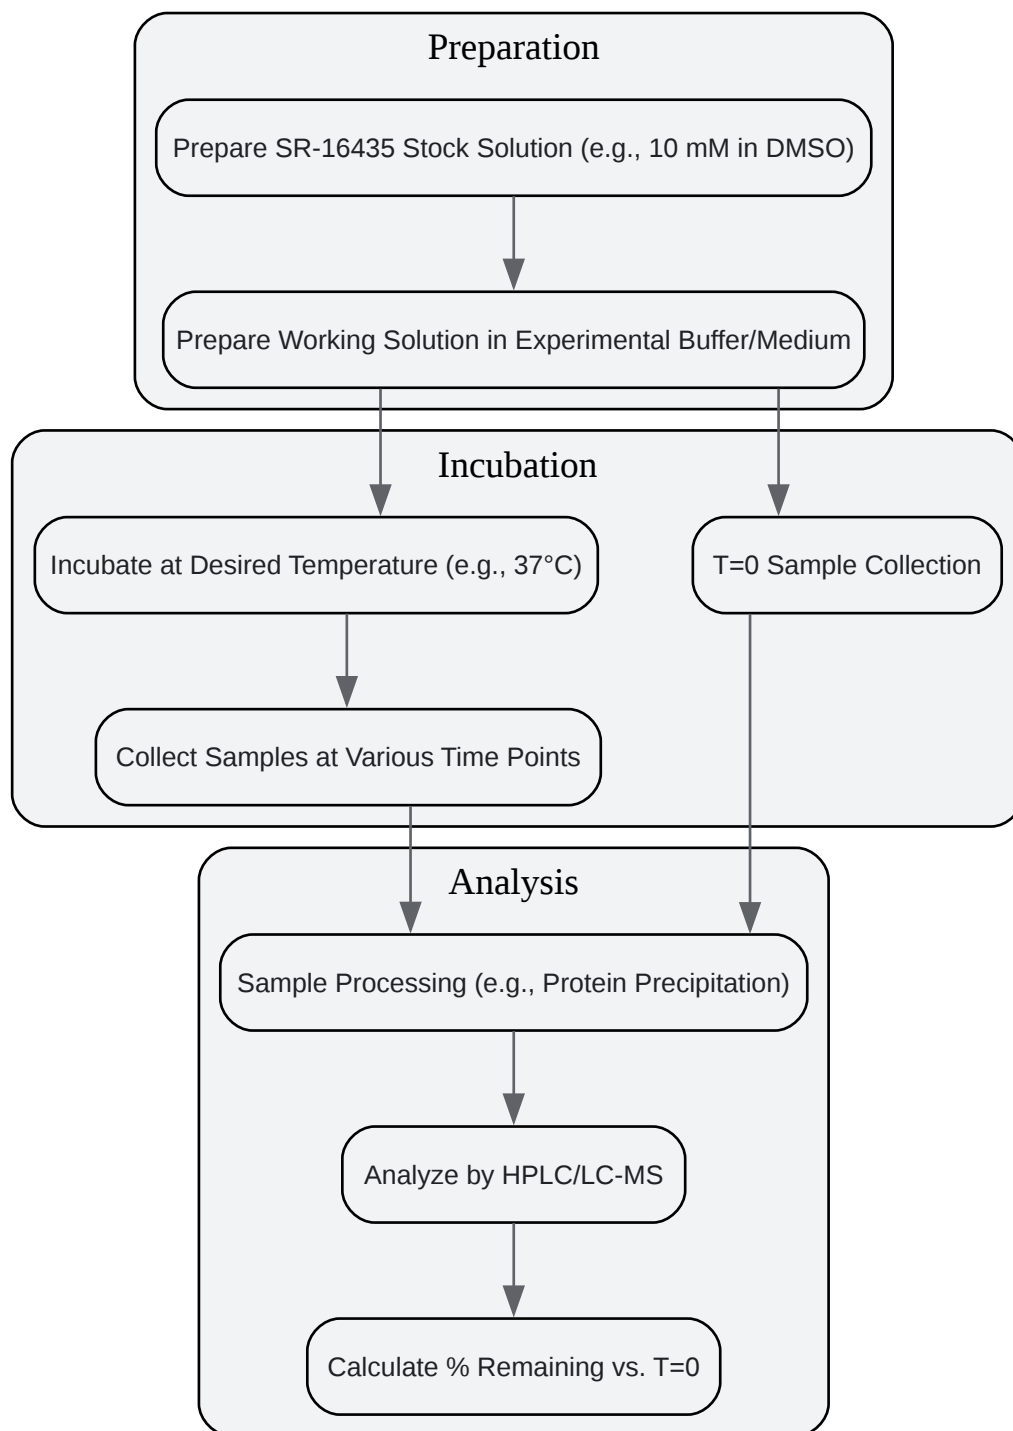 Preparation
Prepare SR-16435 Stock Solution (e.g., 10 mM in DMSO)
Prepare Working Solution in Experimental Buffer/Medium
Incubation
Incubate at Desired Temperature (e.g., 37°C)
T=0 Sample Collection
Collect Samples at Various Time Points
Analysis
Sample Processing (e.g., Protein Precipitation)
Analyze by HPLC/LC-MS
Calculate % Remaining vs. T=0